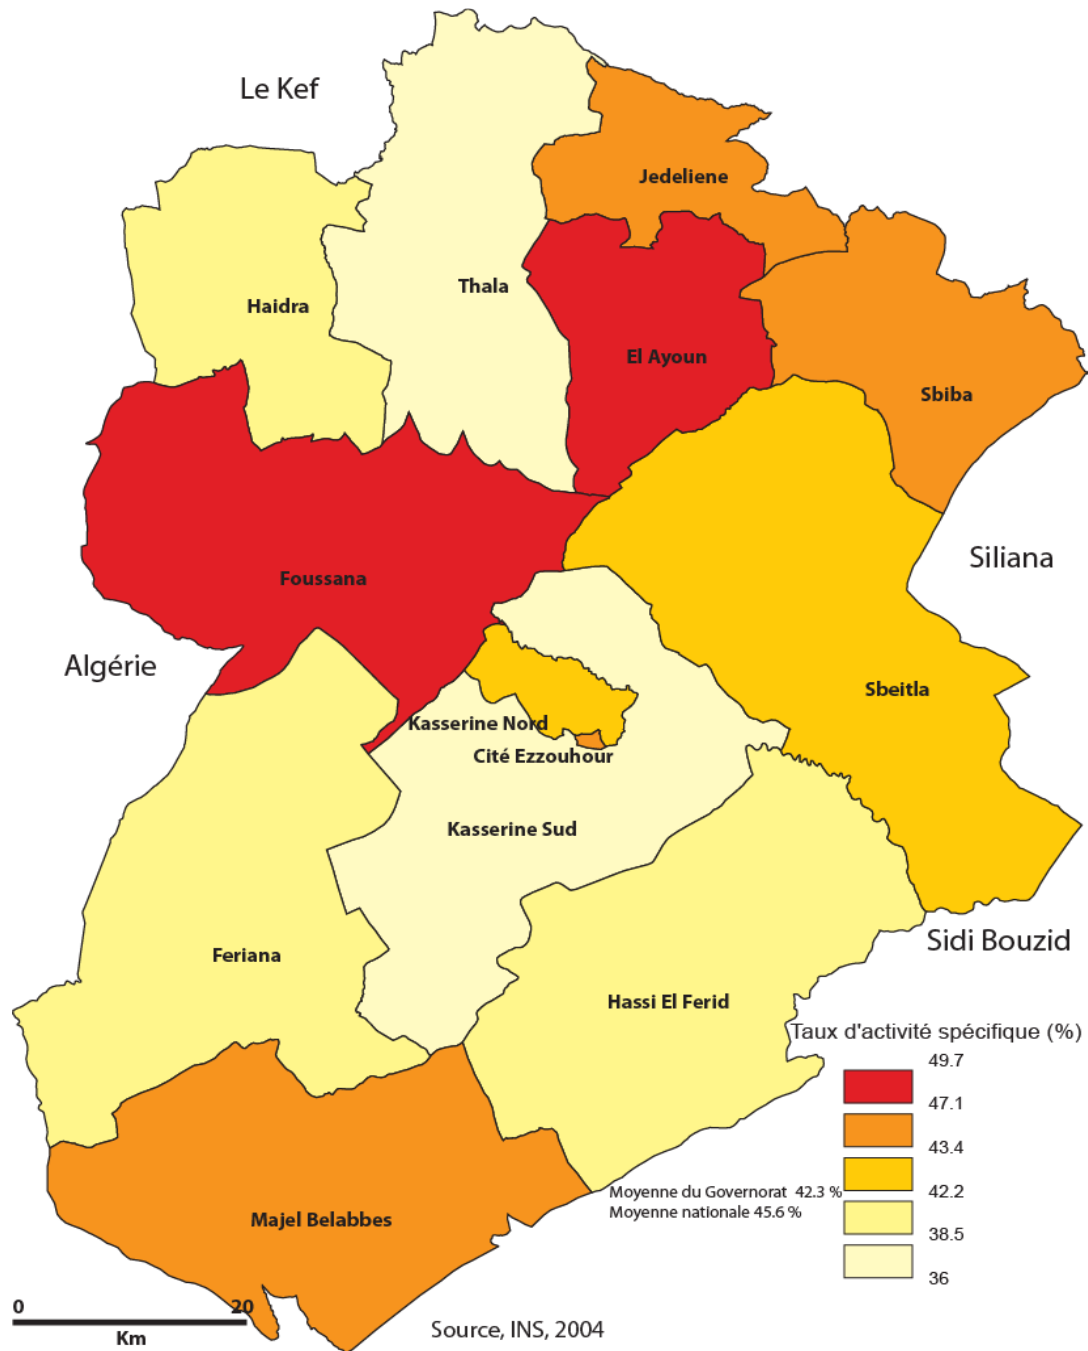 Le Kef
Jedeliene
Thala
Haidra
El Ayoun
Sbiba
Siliana
Foussana
Algérie
Sbeitla
Kasserine Nord
Cité Ezzouhour
Kasserine Sud
Sidi Bouzid
Feriana
Hassi El Ferid
Taux d'activité spécifique (%)
49.7
47.1
43.4
42.2
38.5
36
Moyenne du Governorat 42.3 %
Moyenne nationale 45.6 %
Majel Belabbes
0 20
Km
Source, INS, 2004